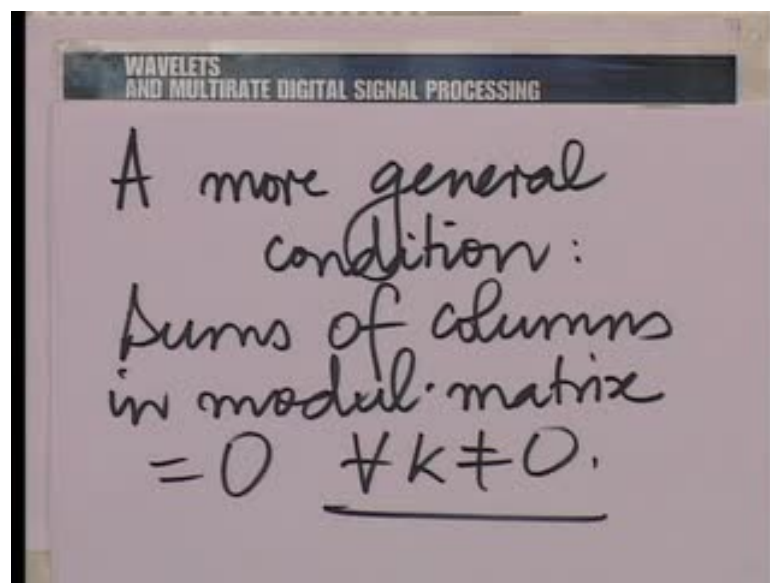 WAVELETS
AND MULTIRATE DIGITAL SIGNAL PROCESSING
A more general
condition:
Sums of columns
in modul. matrix
= 0 ∀ k ≠ 0.